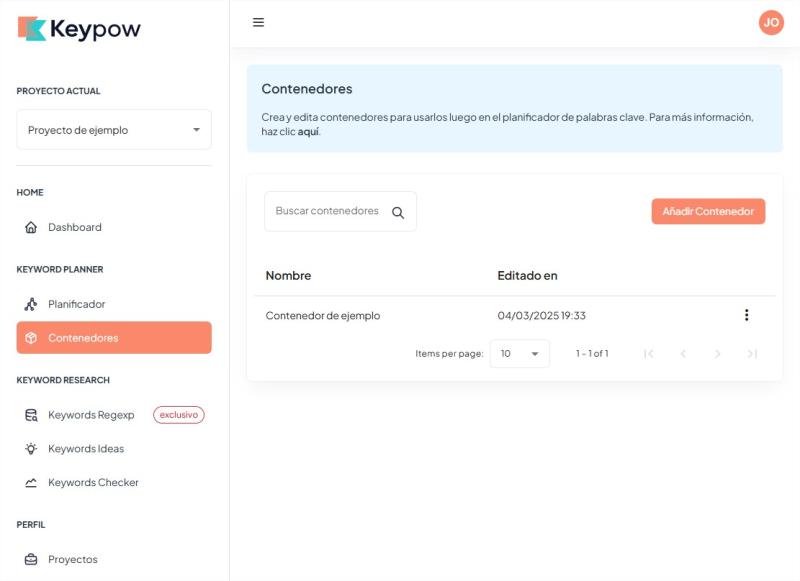 Keypow
JO
PROYECTO ACTUAL
Proyecto de ejemplo
HOME
Dashboard
KEYWORD PLANNER
Planificador
Contenedores
KEYWORD RESEARCH
Keywords Regexp exclusivo
Keywords Ideas
Keywords Checker
PERFIL
Proyectos
Contenedores
Crea y edita contenedores para usarlos luego en el planificador de palabras clave. Para más información,
haz clic aquí.
Buscar contenedores
Añadir Contenedor
Nombre Editado en
Contenedor de ejemplo 04/03/2025 19:33
Items per page: 10 1 - 1 of 1